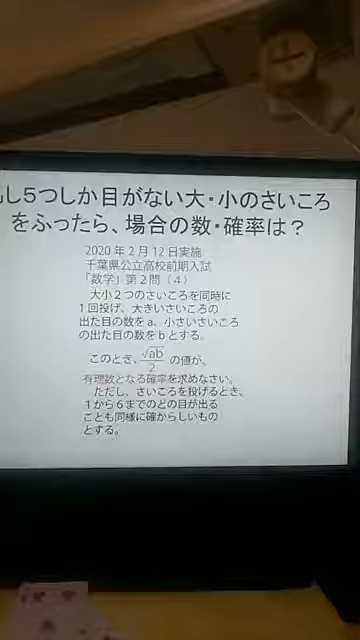 し5つしか目がない大・小のさいころ
をふったら、場合の数・確率は？
2020年2月12日実施
千葉県公立高校前期入試
「数学」第2問（4）
大小2つのさいころを同時に
1回投げ、大きいさいころの
出た目の数をa、小さいさいころ
の出た目の数をbとする。
このとき、√ab/2 の値が、
有理数となる確率を求めなさい。
ただし、さいころを投げるとき、
1から6までのどの目が出る
ことも同様に確からしいもの
とする。